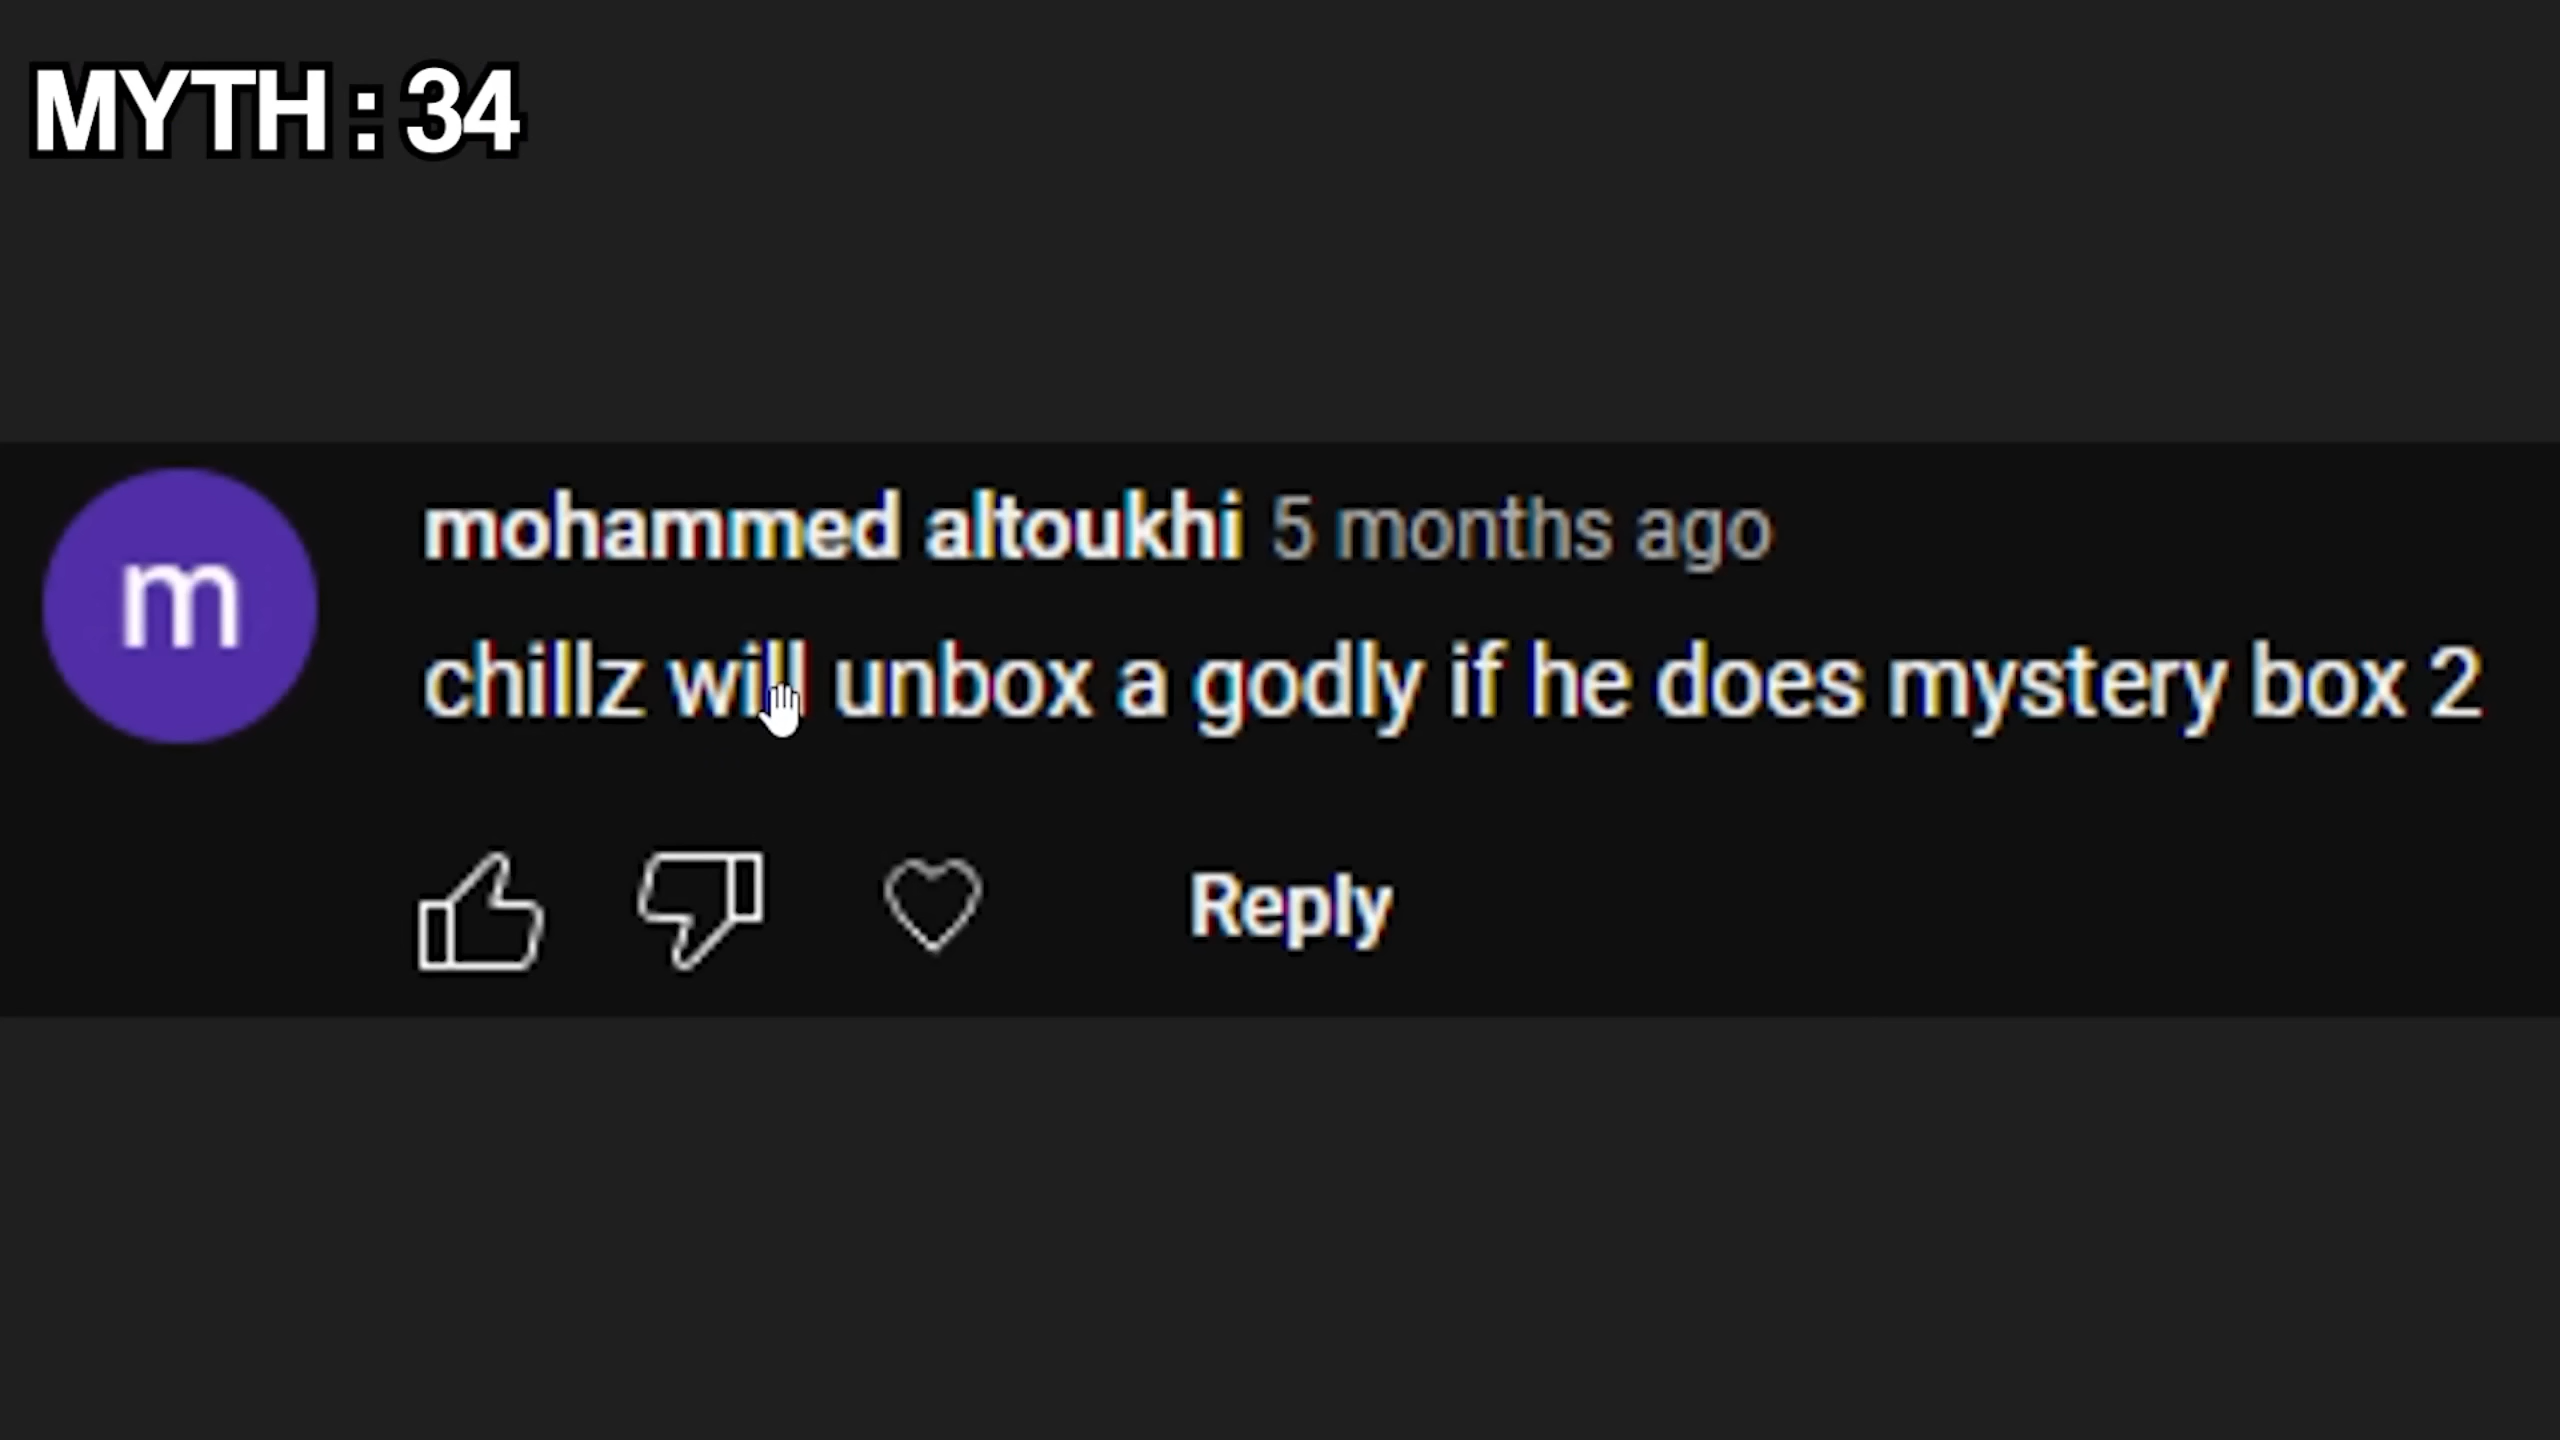 MYTH : 34
mohammed altoukhi 5 months ago
m
chillz will unbox a godly if he does mystery box 2
Reply